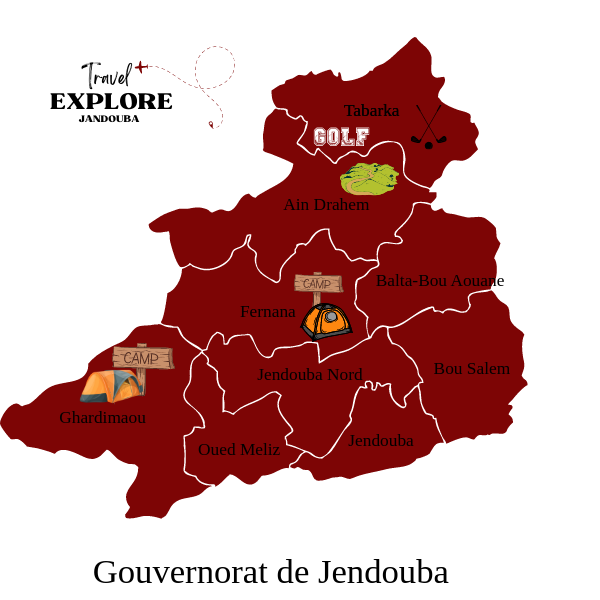 Travel
EXPLORE
JANDOUBA
Tabarka
GOLF
Ain Drahem
Balta-Bou Aouane
CAMP
Fernana
CAMP
Jendouba Nord
Bou Salem
Ghardimaou
Jendouba
Oued Meliz
Gouvernorat de Jendouba